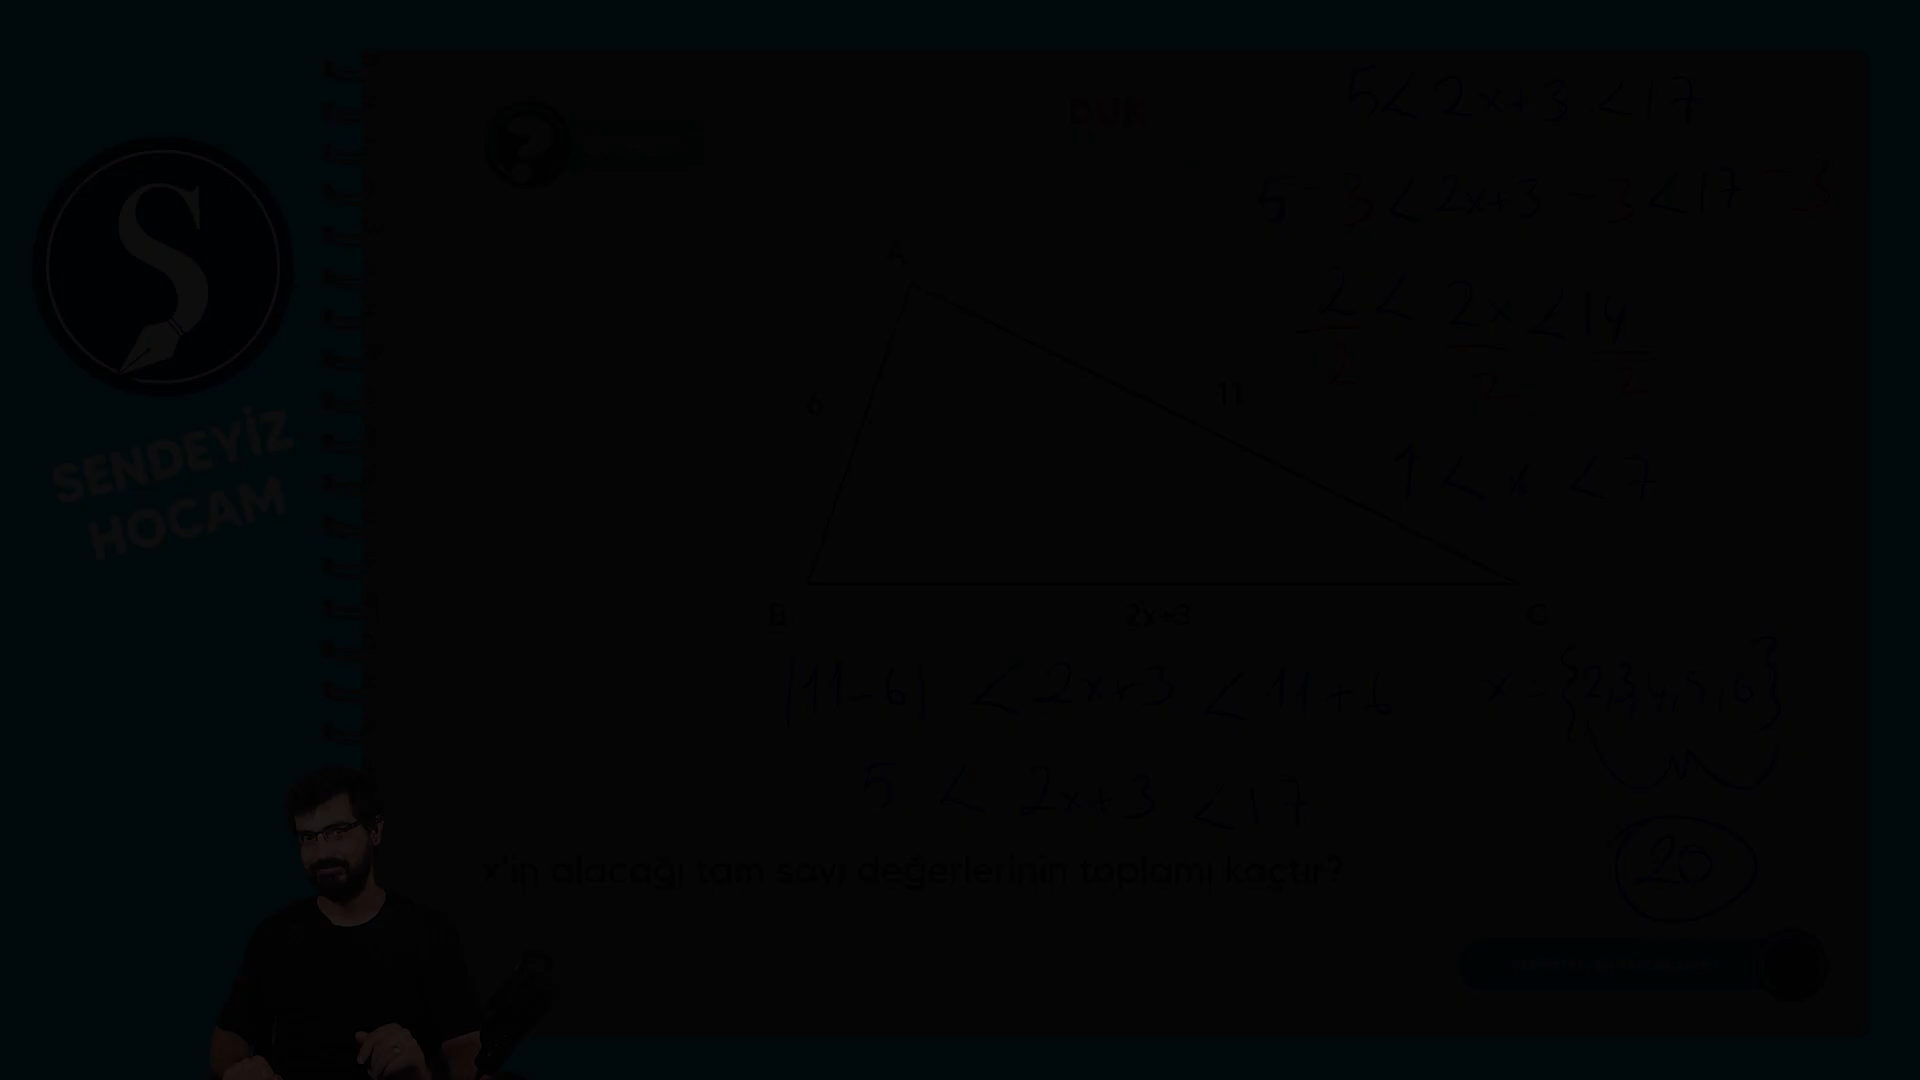 S
SENDEYİZ
HOCAM
5 < 2x + 3 < 17
5 - 3 < 2x + 3 - 3 < 17 - 3
2 < 2x < 14
2 2 2
1 < x < 7
A
6
11
B
2x+3
C
|11 - 6| < 2x + 3 < 11 + 6
x = {2,3,4,5,6}
5 < 2x + 3 < 17
20
x'in alacağı tam sayı değerlerinin toplamı kaçtır?